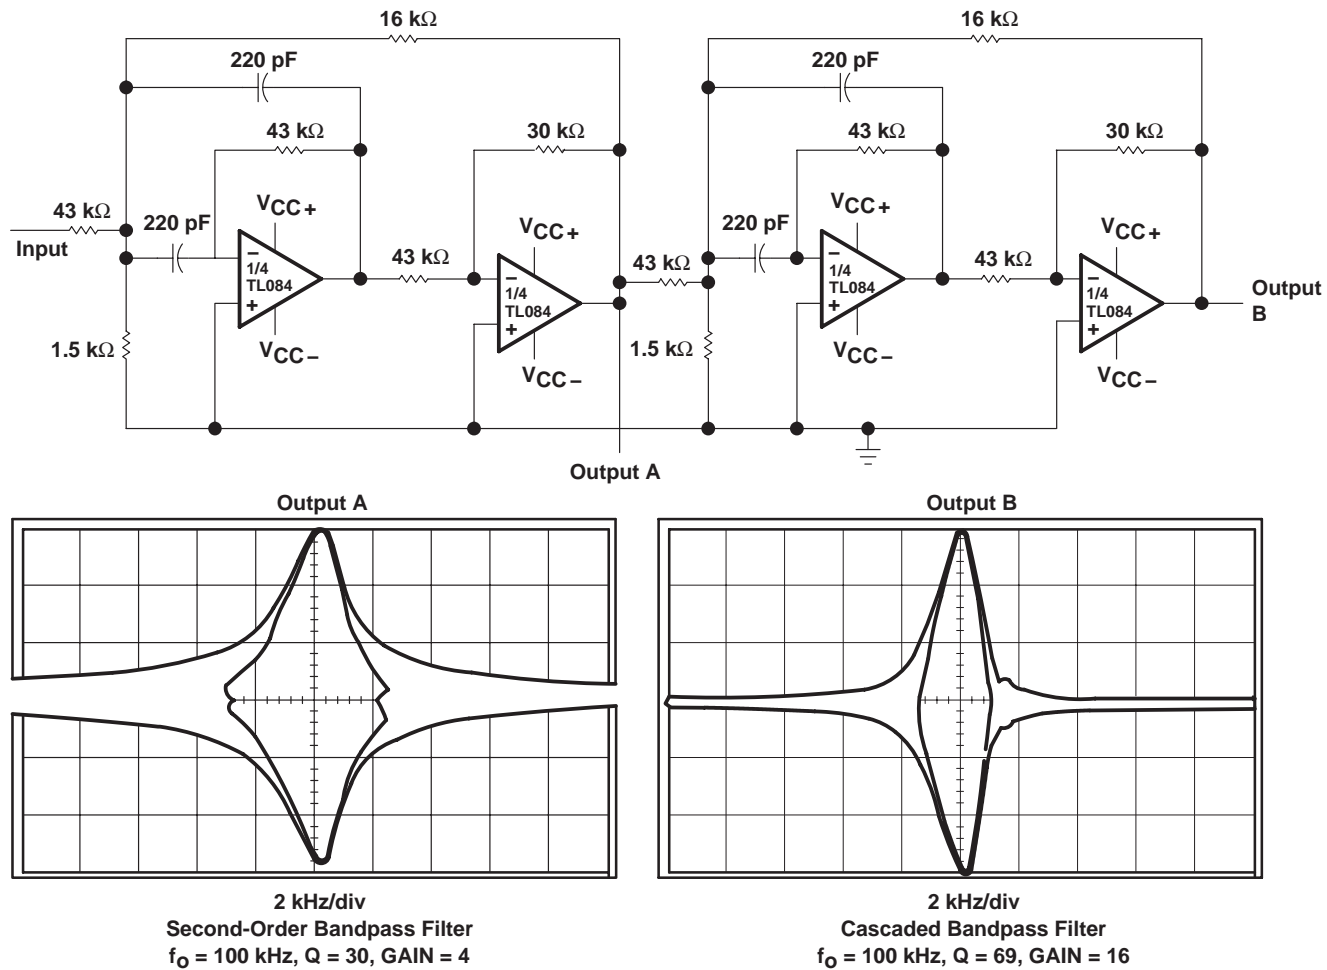 16 kΩ
16 kΩ
220 pF
220 pF
43 kΩ
30 kΩ
43 kΩ
30 kΩ
43 kΩ
Input
220 pF
VCC+
–
1/4
TL084
+
VCC–
43 kΩ
VCC+
–
1/4
TL084
+
VCC–
43 kΩ
220 pF
VCC+
–
1/4
TL084
+
VCC–
43 kΩ
VCC+
–
1/4
TL084
+
VCC–
Output
B
1.5 kΩ
1.5 kΩ
Output A
Output A
Output B
2 kHz/div
Second-Order Bandpass Filter
fo = 100 kHz, Q = 30, GAIN = 4
2 kHz/div
Cascaded Bandpass Filter
fo = 100 kHz, Q = 69, GAIN = 16